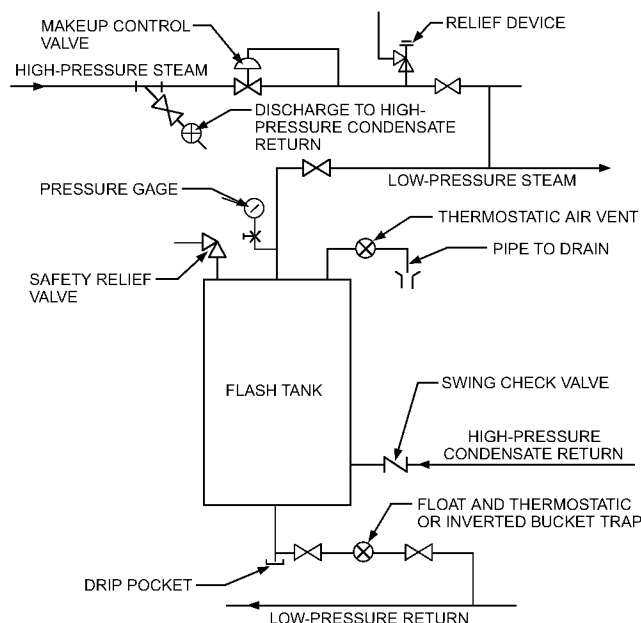 MAKEUP CONTROL
VALVE
RELIEF DEVICE
HIGH-PRESSURE STEAM
DISCHARGE TO HIGH-
PRESSURE CONDENSATE
RETURN
LOW-PRESSURE STEAM
PRESSURE GAGE
THERMOSTATIC AIR VENT
PIPE TO DRAIN
SAFETY RELIEF
VALVE
FLASH TANK
SWING CHECK VALVE
HIGH-PRESSURE
CONDENSATE RETURN
FLOAT AND THERMOSTATIC
OR INVERTED BUCKET TRAP
DRIP POCKET
LOW-PRESSURE RETURN